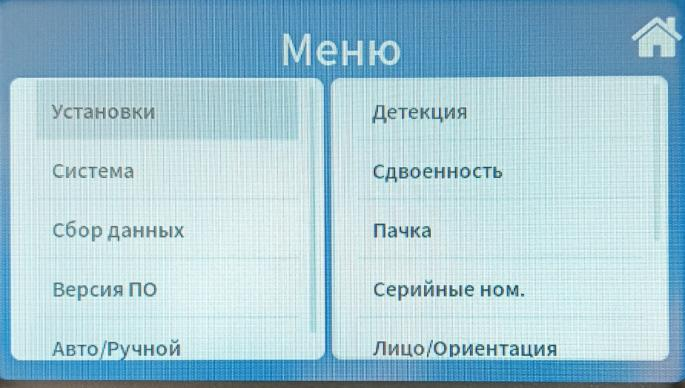 Меню
Установки
Система
Сбор данных
Версия ПО
Авто/Ручной
Детекция
Сдвоенность
Пачка
Серийные ном.
Лицо/Ориентация